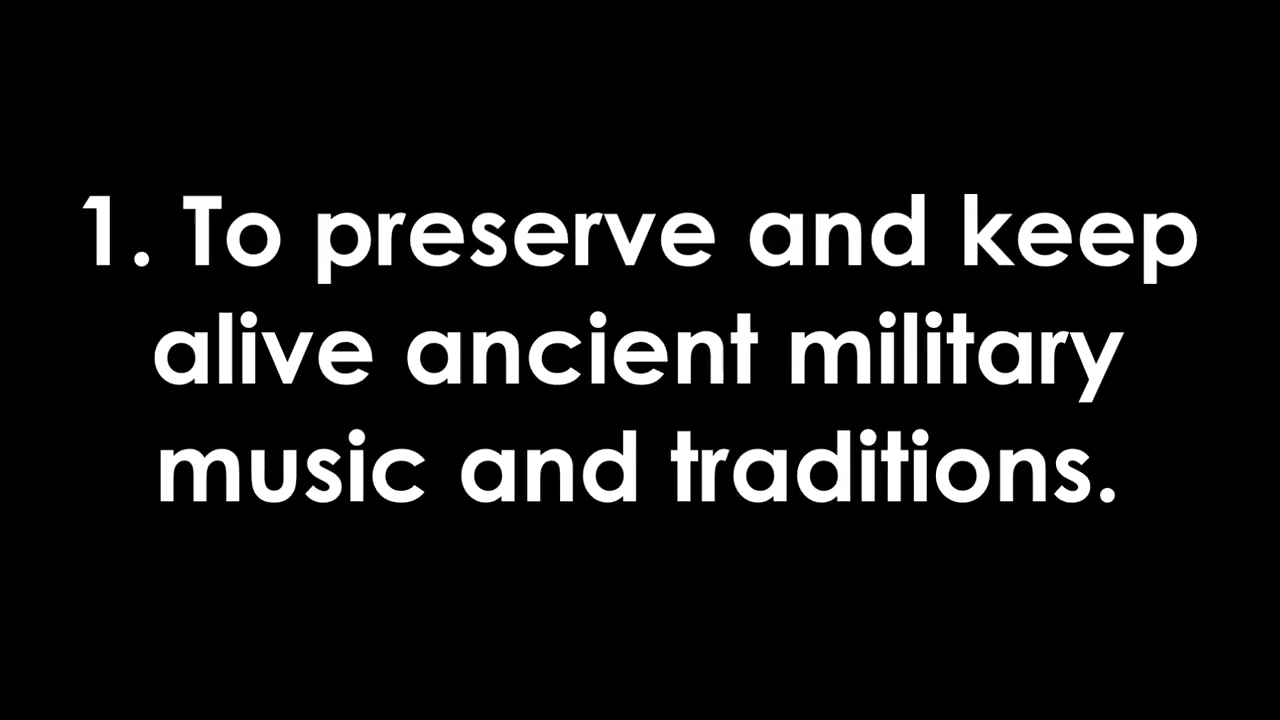 1. To preserve and keep
alive ancient military
music and traditions.